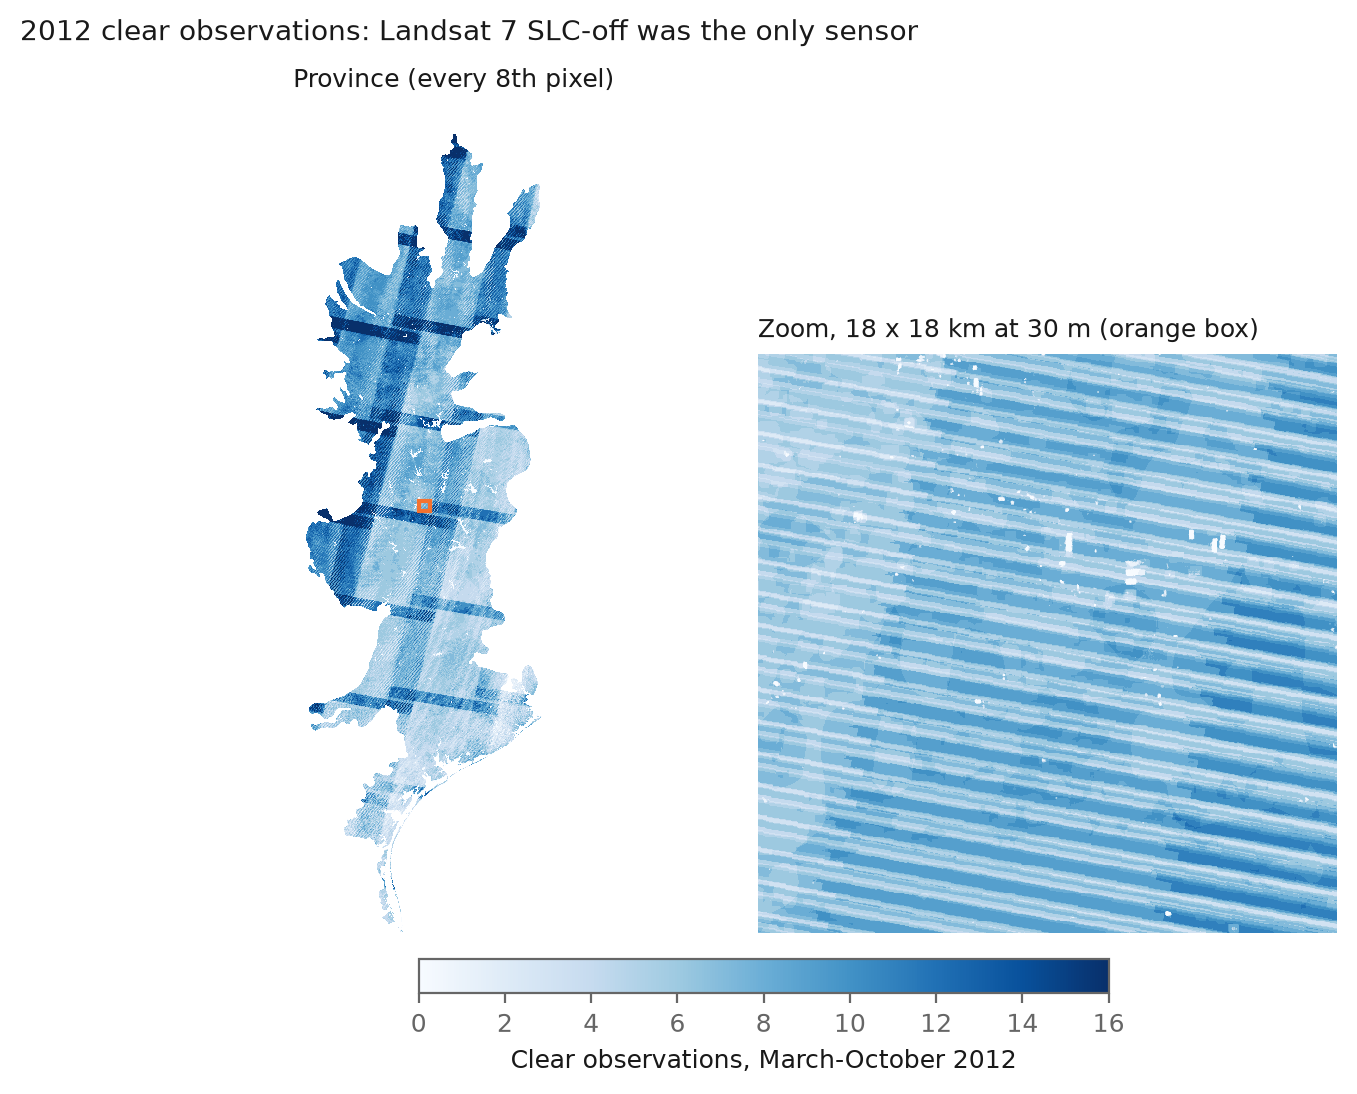 2012 clear observations: Landsat 7 SLC-off was the only sensor
Province (every 8th pixel)
Zoom, 18 x 18 km at 30 m (orange box)
0 2 4 6 8 10 12 14 16
Clear observations, March-October 2012